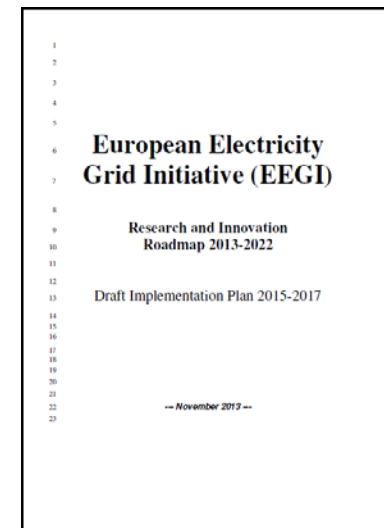 1
2
3
4
5
6 European Electricity
7 Grid Initiative (EEGI)
8
9 Research and Innovation
10 Roadmap 2013-2022
11
12
13 Draft Implementation Plan 2015-2017
14
15
16
17
18
19
20
21
22 --- November 2013 ---
23